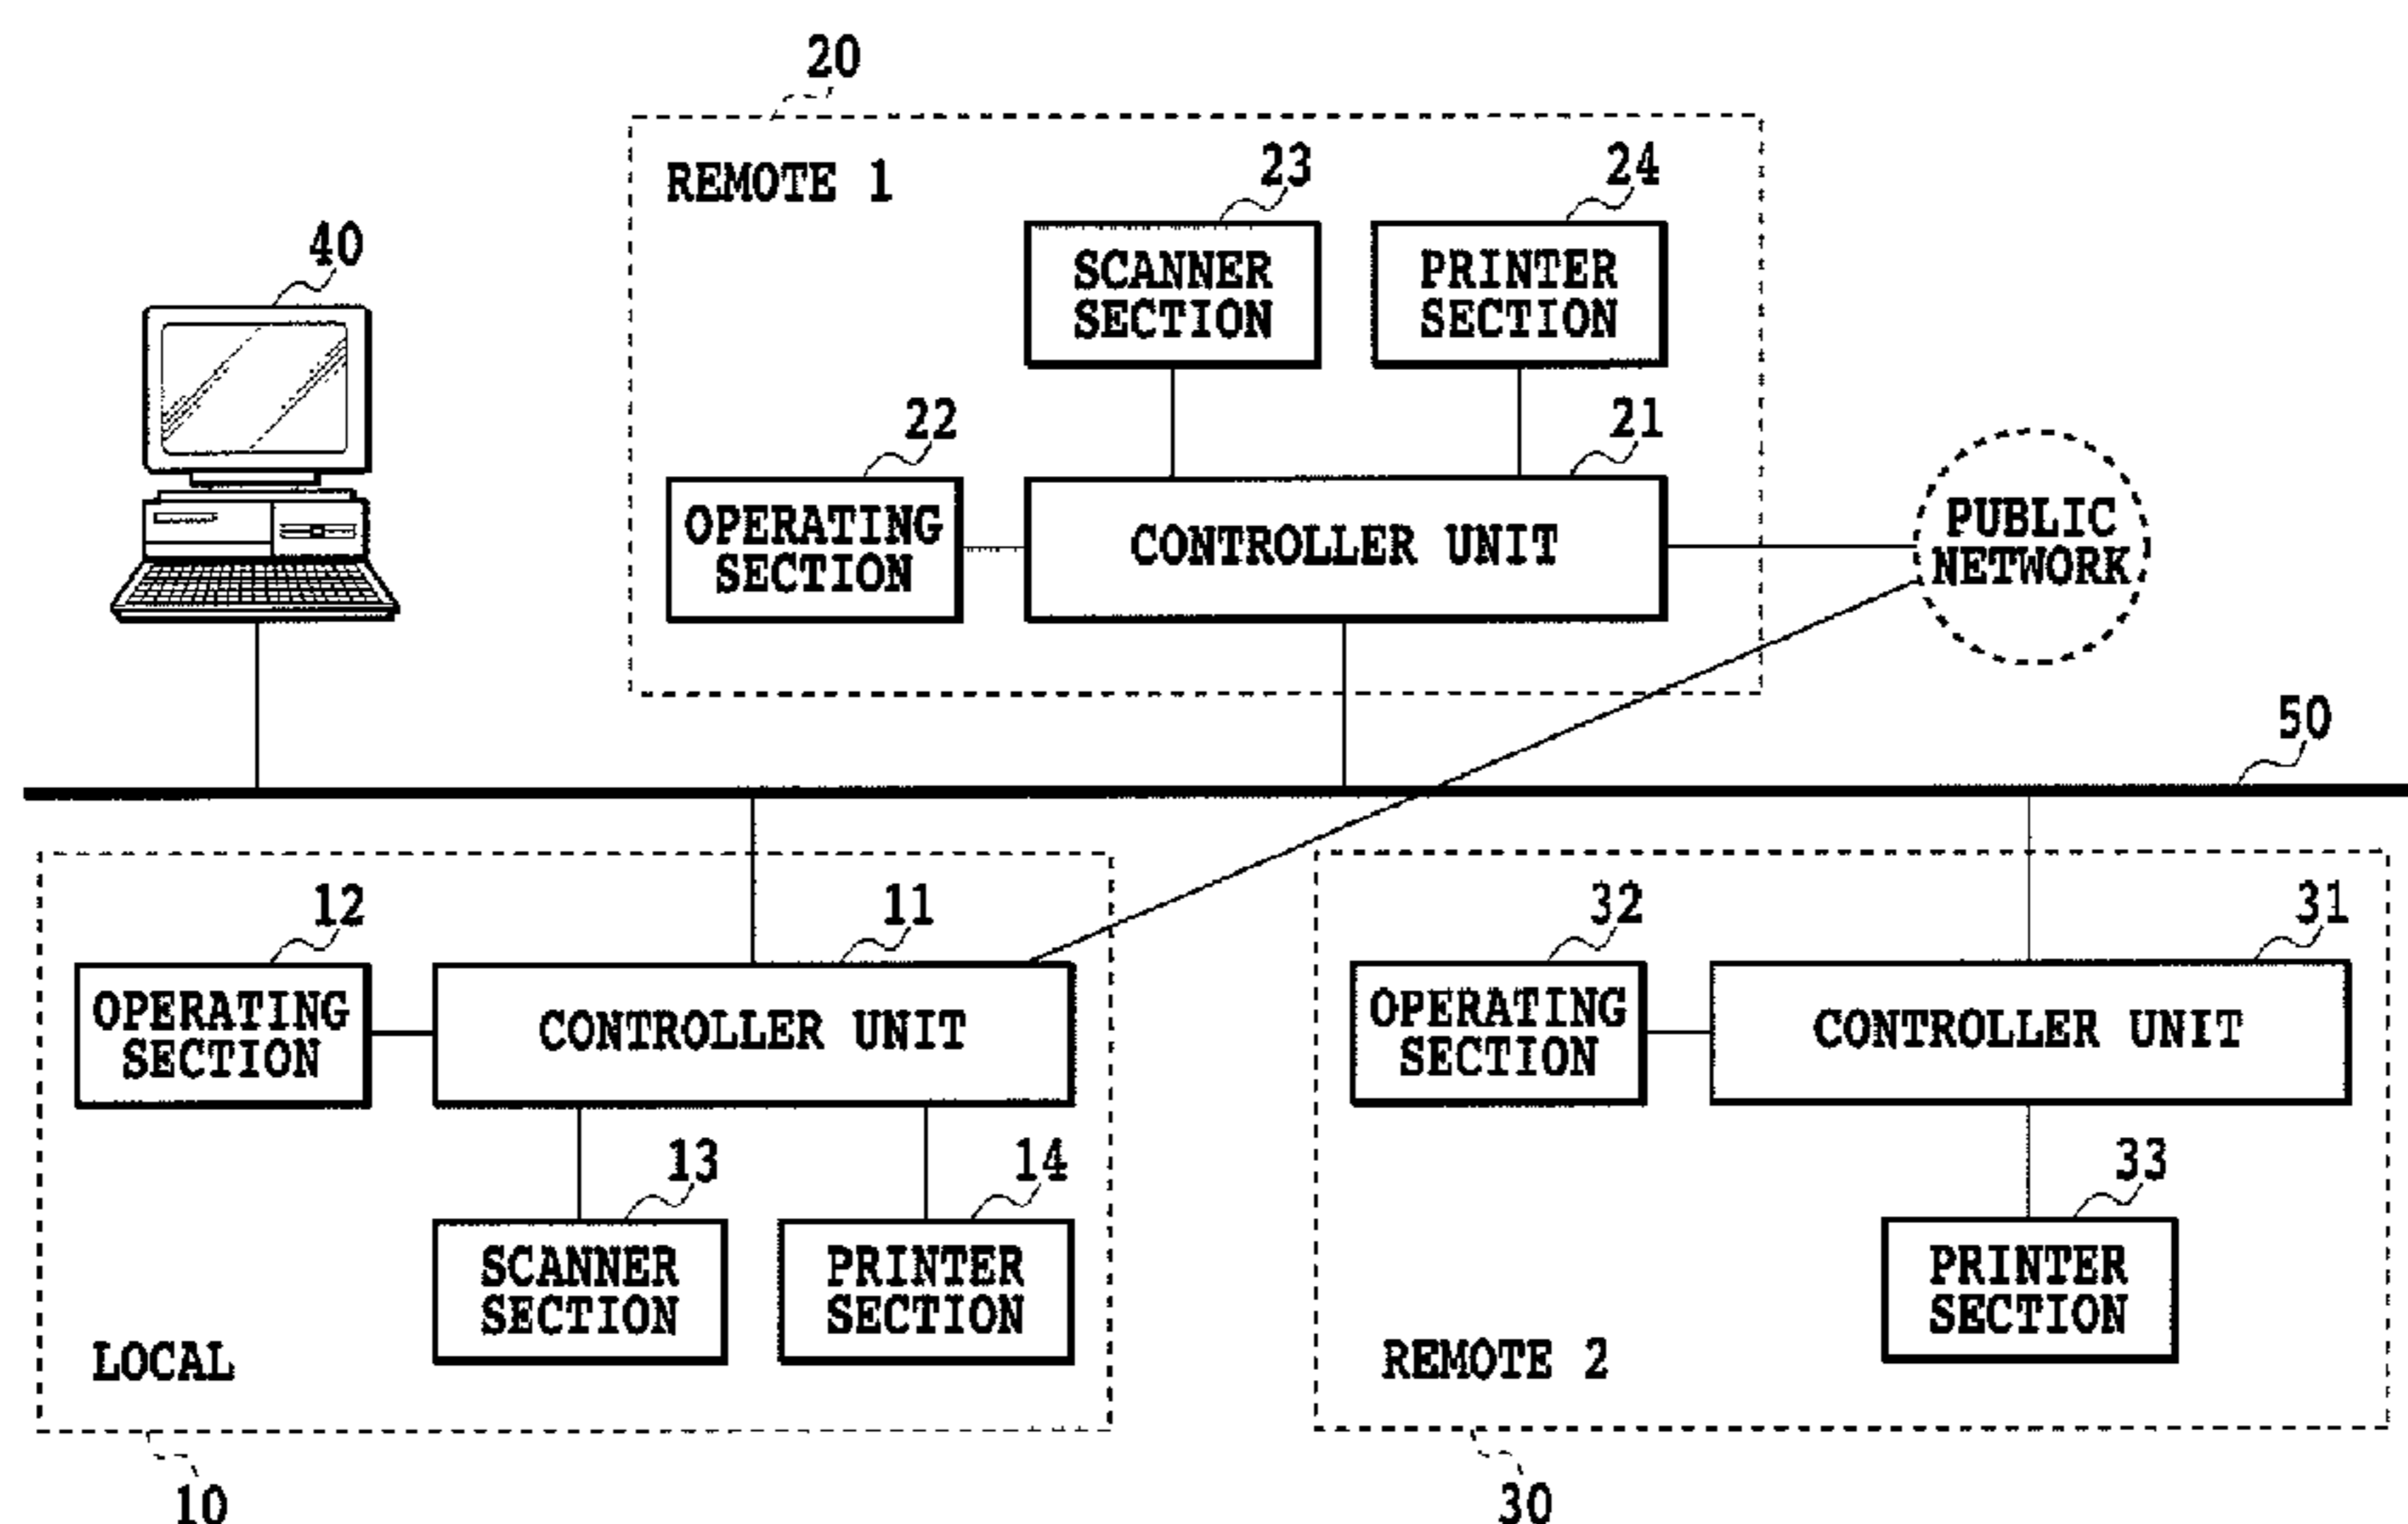 20
REMOTE 1
23
24
SCANNER
SECTION
PRINTER
SECTION
40
22
21
OPERATING
SECTION
CONTROLLER UNIT
PUBLIC
NETWORK
50
12
11
32
31
OPERATING
SECTION
CONTROLLER UNIT
OPERATING
SECTION
CONTROLLER UNIT
13
14
33
SCANNER
SECTION
PRINTER
SECTION
PRINTER
SECTION
LOCAL
REMOTE 2
10
30